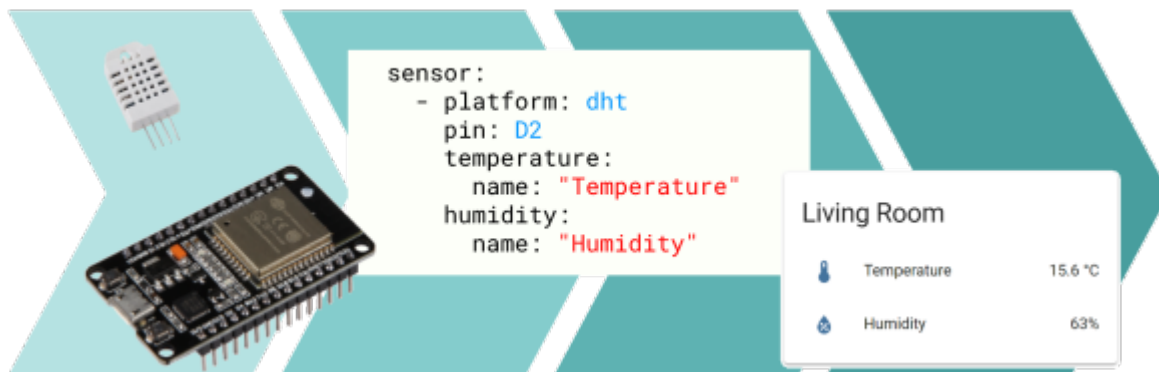 sensor:
  - platform: dht
    pin: D2
    temperature:
      name: "Temperature"
    humidity:
      name: "Humidity"
Living Room
Temperature 15.6 °C
Humidity 63%